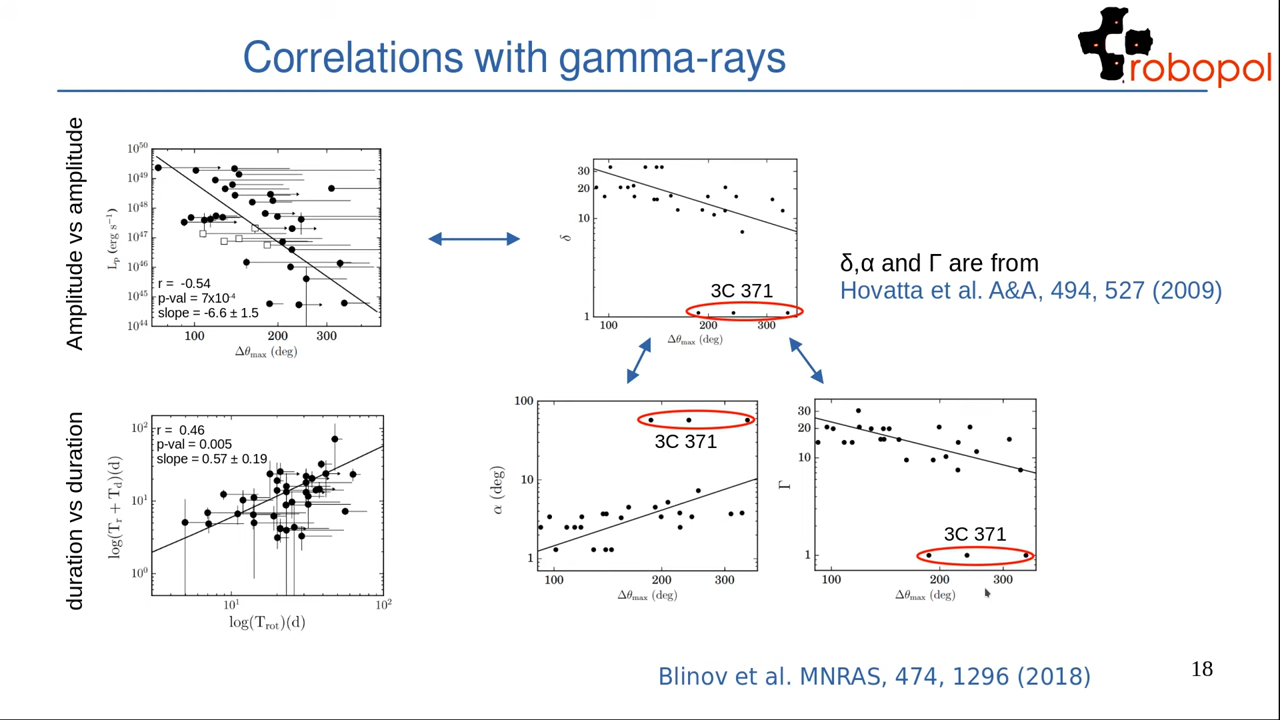 Correlations with gamma-rays
robopol
Amplitude vs amplitude
10^50
10^49
10^48
10^47
10^46
10^45
10^44
L_p (erg s^-1)
r = -0.54
p-val = 7x10^-4
slope = -6.6 ± 1.5
100 200 300
Δθ_max (deg)
30
20
10
1
δ
3C 371
100 200 300
Δθ_max (deg)
δ,α and Γ are from
Hovatta et al. A&A, 494, 527 (2009)
duration vs duration
10^2
10^1
10^0
log(T_r + T_d)(d)
r = 0.46
p-val = 0.005
slope = 0.57 ± 0.19
10^1 10^2
log(T_rot)(d)
100
10
1
α (deg)
3C 371
100 200 300
Δθ_max (deg)
30
20
10
1
Γ
3C 371
100 200 300
Δθ_max (deg)
Blinov et al. MNRAS, 474, 1296 (2018)
18